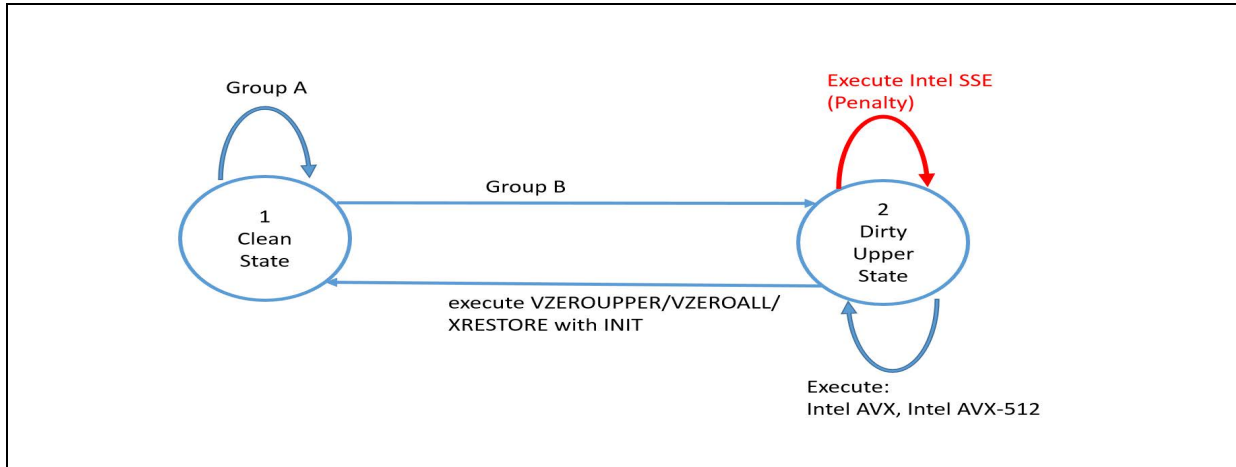 Group A
Execute Intel SSE
(Penalty)
Group B
1
Clean
State
2
Dirty
Upper
State
execute VZEROUPPER/VZEROALL/
XRESTORE with INIT
Execute:
Intel AVX, Intel AVX-512